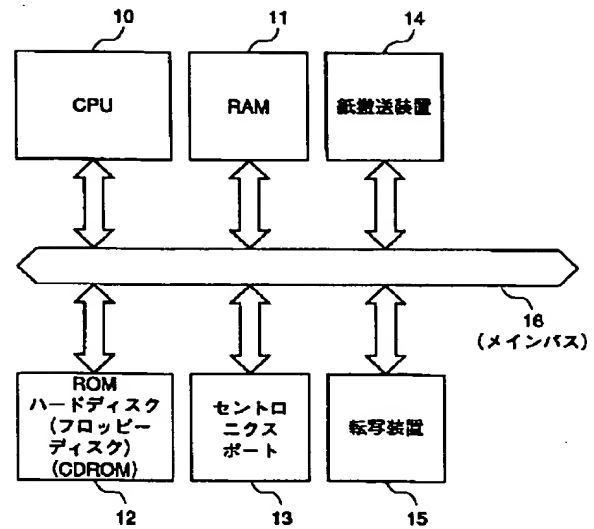 10
11
14
CPU
RAM
紙搬送装置
16
(メインバス)
ROM
ハードディスク
(フロッピー
ディスク)
(CDROM)
セントロ
ニクス
ポート
転写装置
12
13
15